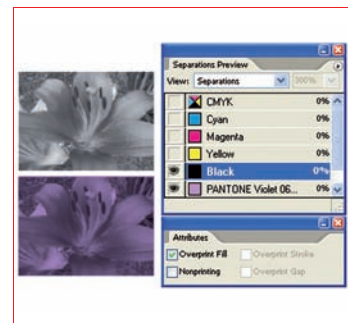 Separations Preview
View: Separations 300%
CMYK 0%
Cyan 0%
Magenta 0%
Yellow 0%
Black 0%
PANTONE Violet 06... 0%
Attributes
Overprint Fill Overprint Stroke
Nonprinting Overprint Gap